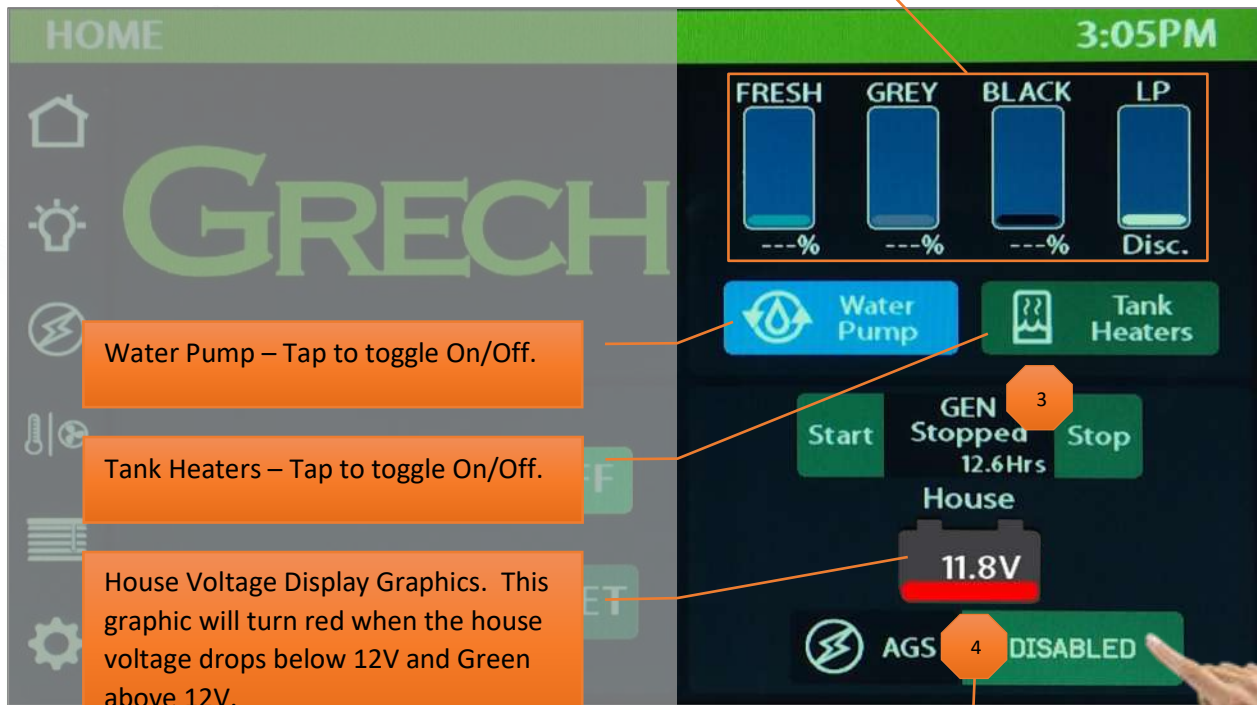 HOME
3:05PM
FRESH GREY BLACK LP
---% ---% ---% Disc.
GRECH
Water
Pump
Tank
Heaters
Water Pump – Tap to toggle On/Off.
3
GEN
Start Stopped Stop
12.6Hrs
Tank Heaters – Tap to toggle On/Off.
FF
House
11.8V
House Voltage Display Graphics. This
graphic will turn red when the house
voltage drops below 12V and Green
above 12V.
ET
AGS 4 DISABLED